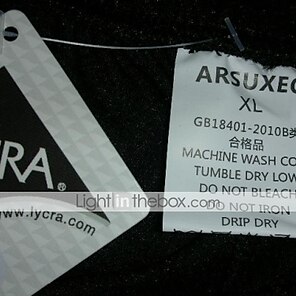 CRA®
www.lycra.com
ARSUXEO
XL
GB18401-2010B类
合格品
MACHINE WASH CO
TUMBLE DRY LOW
DO NOT BLEACH
DO NOT IRON
DRIP DRY
Lightinthebox.com